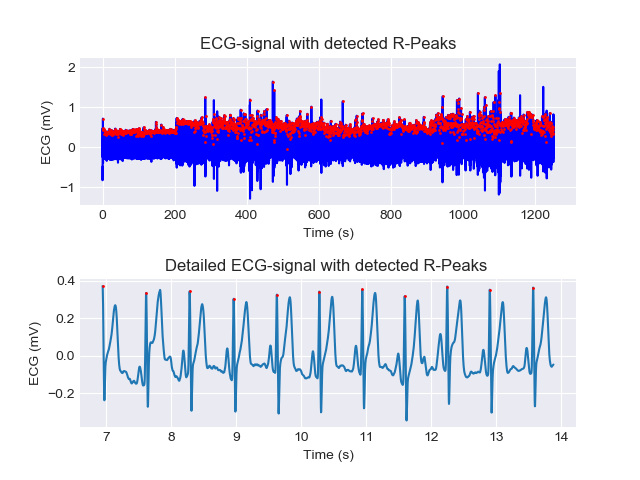 ECG-signal with detected R-Peaks
2
1
0
−1
ECG (mV)
0 200 400 600 800 1000 1200
Time (s)
Detailed ECG-signal with detected R-Peaks
0.4
0.2
0.0
−0.2
ECG (mV)
7 8 9 10 11 12 13 14
Time (s)